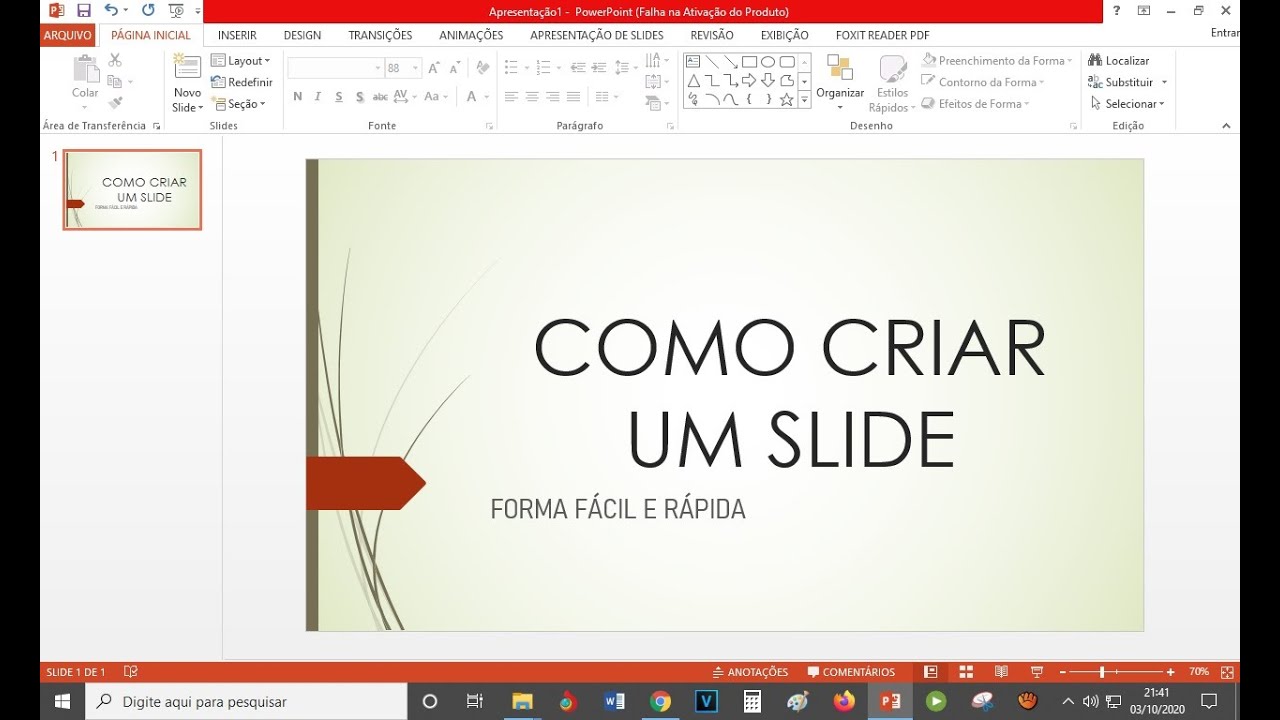 Apresentação1 - PowerPoint (Falha na Ativação do Produto)
ARQUIVO PÁGINA INICIAL INSERIR DESIGN TRANSIÇÕES ANIMAÇÕES APRESENTAÇÃO DE SLIDES REVISÃO EXIBIÇÃO FOXIT READER PDF Entrar
Colar
Novo
Slide
Layout
Redefinir
Seção
88
N I S S abc AV Aa A
Organizar
Estilos
Rápidos
Preenchimento da Forma
Contorno da Forma
Efeitos de Forma
Localizar
Substituir
Selecionar
Área de Transferência Slides Fonte Parágrafo Desenho Edição
1
COMO CRIAR
UM SLIDE
FORMA FÁCIL E RÁPIDA
COMO CRIAR
UM SLIDE
FORMA FÁCIL E RÁPIDA
SLIDE 1 DE 1 ANOTAÇÕES COMENTÁRIOS 70%
Digite aqui para pesquisar
21:41
03/10/2020